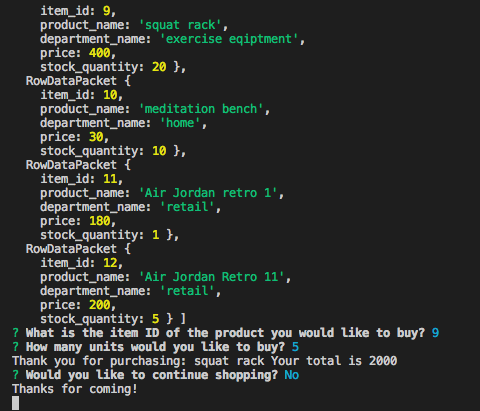 item_id: 9,
product_name: 'squat rack',
department_name: 'exercise eqiptment',
price: 400,
stock_quantity: 20 },
RowDataPacket {
item_id: 10,
product_name: 'meditation bench',
department_name: 'home',
price: 30,
stock_quantity: 10 },
RowDataPacket {
item_id: 11,
product_name: 'Air Jordan retro 1',
department_name: 'retail',
price: 180,
stock_quantity: 1 },
RowDataPacket {
item_id: 12,
product_name: 'Air Jordan Retro 11',
department_name: 'retail',
price: 200,
stock_quantity: 5 } ]
? What is the item ID of the product you would like to buy? 9
? How many units would you like to buy? 5
Thank you for purchasing: squat rack Your total is 2000
? Would you like to continue shopping? No
Thanks for coming!